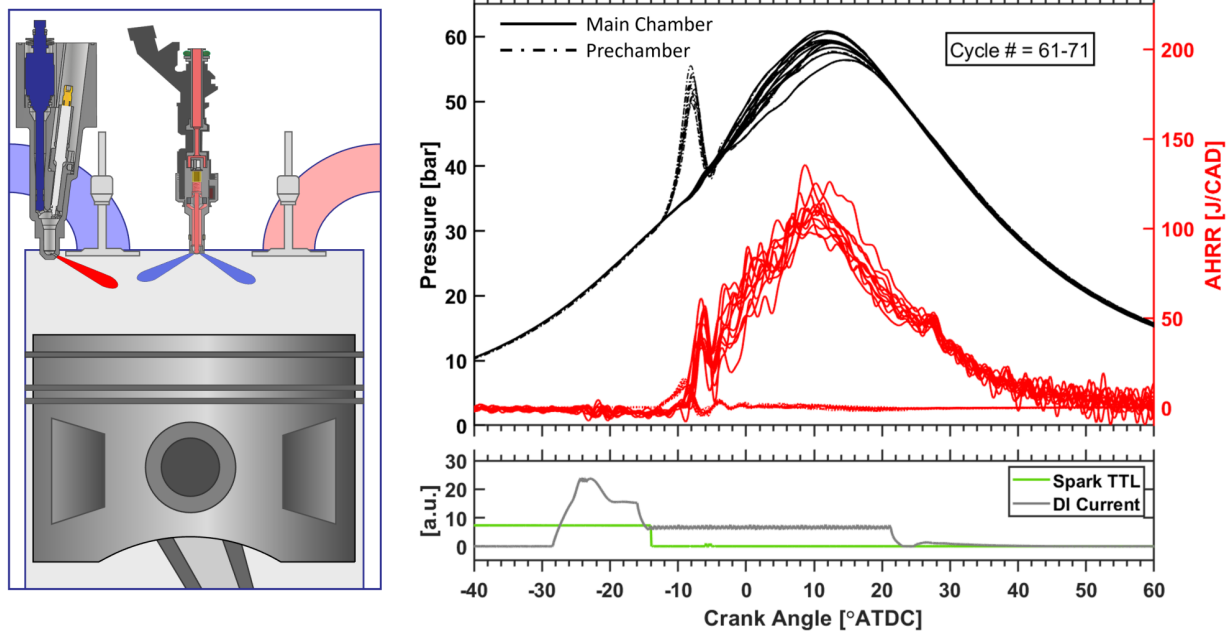 Main Chamber
Prechamber
Cycle # = 61-71
Pressure [bar]
60
50
40
30
20
10
0
AHRR [J/CAD]
200
150
100
50
0
Spark TTL
DI Current
[a.u.]
30
20
10
0
-40 -30 -20 -10 0 10 20 30 40 50 60
Crank Angle [°ATDC]